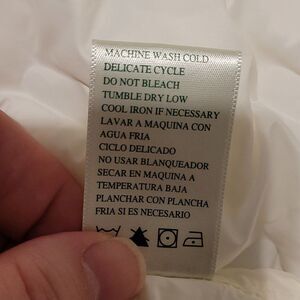 MACHINE WASH COLD
DELICATE CYCLE
DO NOT BLEACH
TUMBLE DRY LOW
COOL IRON IF NECESSARY
LAVAR A MAQUINA CON
AGUA FRIA
CICLO DELICADO
NO USAR BLANQUEADOR
SECAR EN MAQUINA A
TEMPERATURA BAJA
PLANCHAR CON PLANCHA
FRIA SI ES NECESARIO